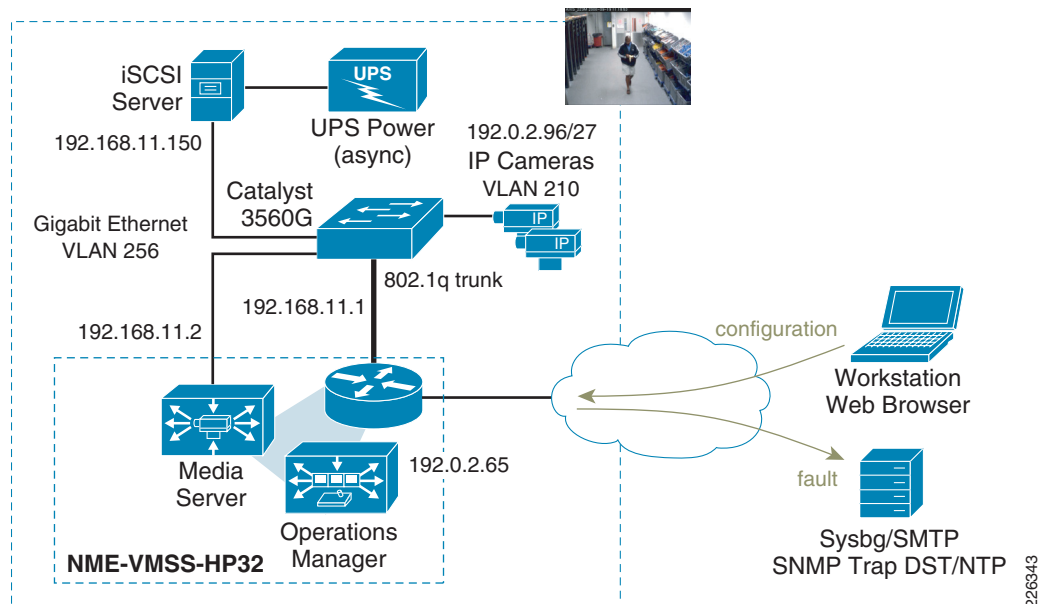 iSCSI
Server
UPS
UPS Power
(async)
192.168.11.150
192.0.2.96/27
IP Cameras
VLAN 210
IP
IP
Catalyst
3560G
Gigabit Ethernet
VLAN 256
802.1q trunk
192.168.11.1
192.168.11.2
configuration
Workstation
Web Browser
fault
Media
Server
192.0.2.65
Operations
Manager
NME-VMSS-HP32
Sysbg/SMTP
SNMP Trap DST/NTP
226343